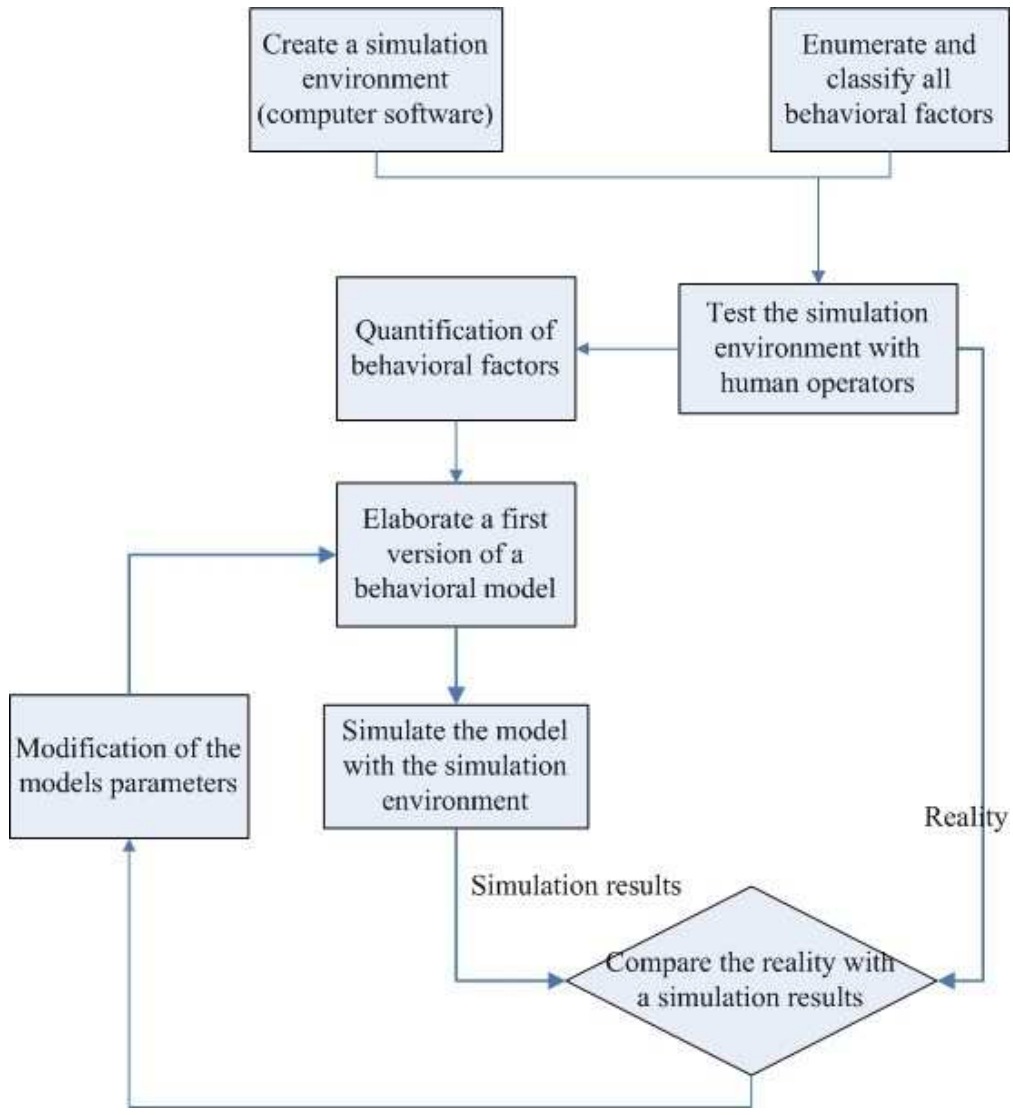 Create a simulation
environment
(computer software)
Enumerate and
classify all
behavioral factors
Quantification of
behavioral factors
Test the simulation
environment with
human operators
Elaborate a first
version of a
behavioral model
Modification of the
models parameters
Simulate the model
with the simulation
environment
Reality
Simulation results
Compare the reality with
a simulation results